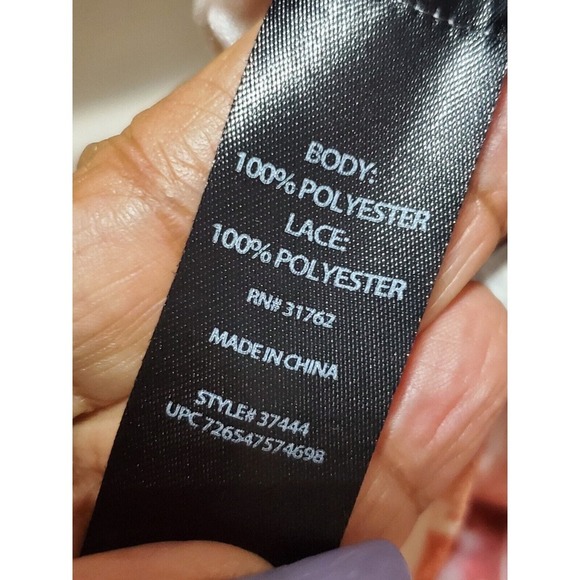 BODY:
100% POLYESTER
LACE:
100% POLYESTER
RN# 31762
MADE IN CHINA
STYLE# 37444
UPC 726547574698